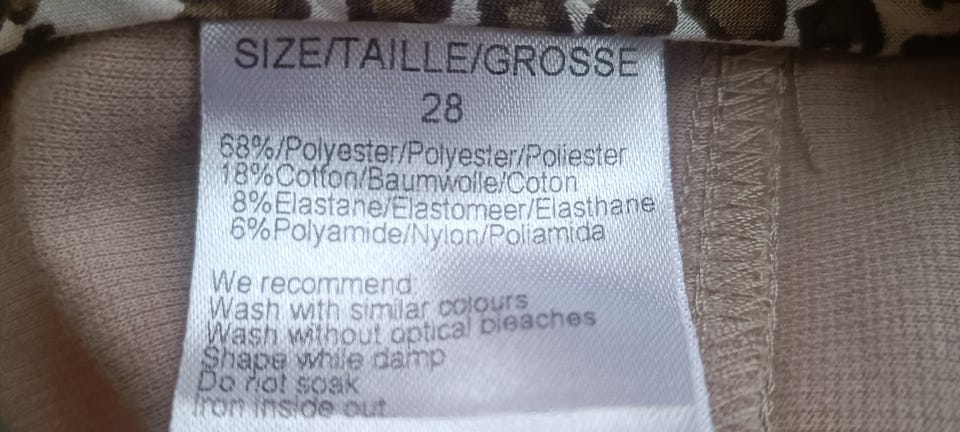 SIZE/TAILLE/GROSSE
28
68%/Polyester/Polyester/Poliester
18%Cotton/Baumwolle/Coton
8%Elastane/Elastomeer/Elasthane
6%Polyamide/Nylon/Poliamida
We recommend
Wash with similar colours
Wash without optical bleaches
Shape while damp
Do not soak
Iron inside out